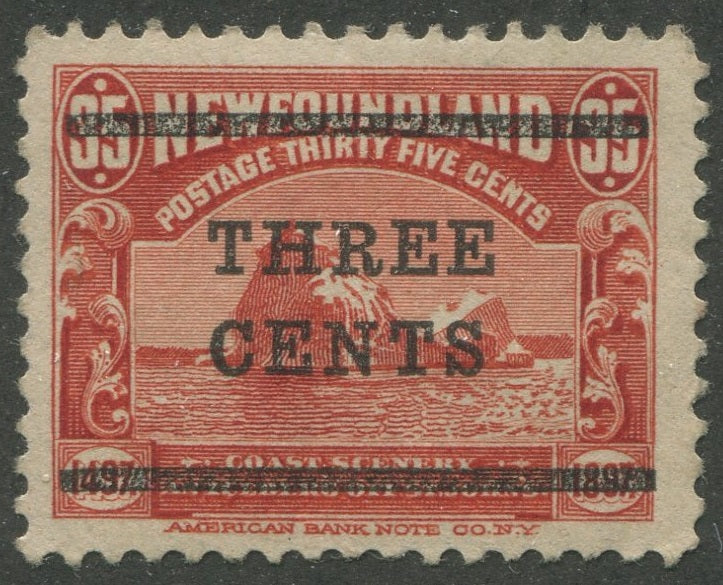 35 NEWFOUNDLAND 35
POSTAGE THIRTY FIVE CENTS
THREE
CENTS
COAST SCENERY
1497 1897
AMERICAN BANK NOTE CO. N.Y.